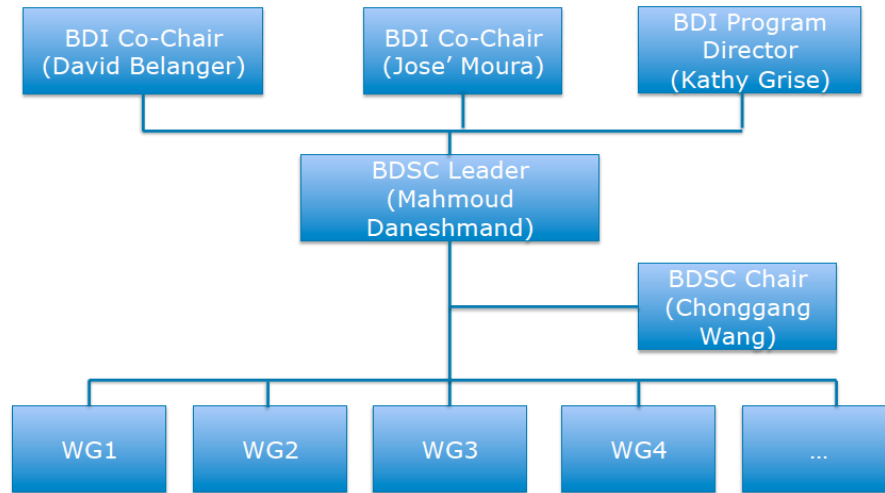 BDI Co-Chair
(David Belanger)
BDI Co-Chair
(Jose’ Moura)
BDI Program
Director
(Kathy Grise)
BDSC Leader
(Mahmoud
Daneshmand)
BDSC Chair
(Chonggang
Wang)
WG1
WG2
WG3
WG4
...